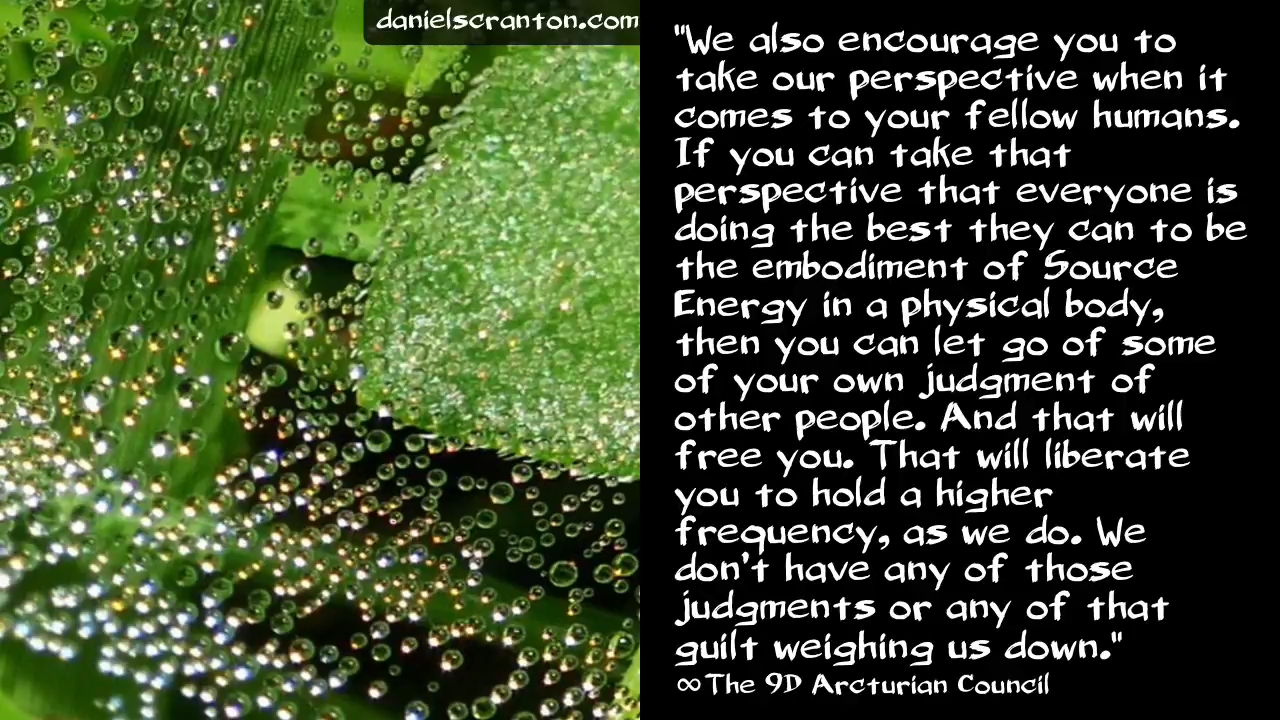 danielscranton.com
"We also encourage you to
take our perspective when it
comes to your fellow humans.
If you can take that
perspective that everyone is
doing the best they can to be
the embodiment of Source
Energy in a physical body,
then you can let go of some
of your own judgment of
other people. And that will
free you. That will liberate
you to hold a higher
frequency, as we do. We
don't have any of those
judgments or any of that
guilt weighing us down."
∞The 9D Arcturian Council